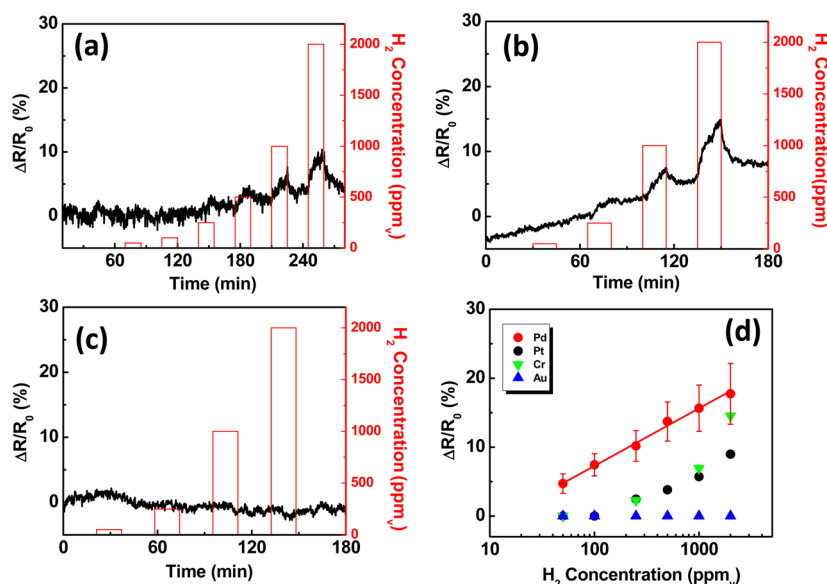 (a)
30
20
10
0
ΔR/R0 (%)
60 120 180 240
Time (min)
2000
1500
1000
500
0
H2 Concentration (ppmv)
(b)
30
20
10
0
ΔR/R0 (%)
0 60 120 180
Time (min)
2000
1500
1000
500
0
H2 Concentration(ppmv)
(c)
30
20
10
0
ΔR/R0 (%)
0 60 120 180
Time (min)
2000
1500
1000
500
0
H2 Concentration (ppmv)
(d)
30
20
10
0
ΔR/R0 (%)
Pd
Pt
Cr
Au
10 100 1000
H2 Concentration (ppmv)